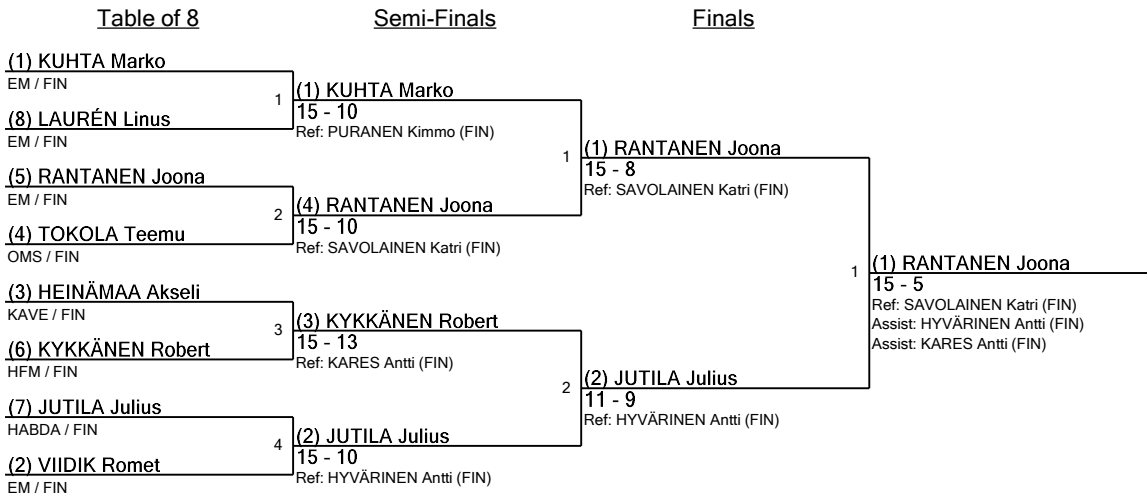 Table of 8
Semi-Finals
Finals
(1) KUHTA Marko
EM / FIN
1
(8) LAURÉN Linus
EM / FIN
(5) RANTANEN Joona
EM / FIN
2
(4) TOKOLA Teemu
OMS / FIN
(3) HEINÄMAA Akseli
KAVE / FIN
3
(6) KYKKÄNEN Robert
HFM / FIN
(7) JUTILA Julius
HABDA / FIN
4
(2) VIIDIK Romet
EM / FIN
(1) KUHTA Marko
15 - 10
Ref: PURANEN Kimmo (FIN)
1
(4) RANTANEN Joona
15 - 10
Ref: SAVOLAINEN Katri (FIN)
(3) KYKKÄNEN Robert
15 - 13
Ref: KARES Antti (FIN)
2
(2) JUTILA Julius
15 - 10
Ref: HYVÄRINEN Antti (FIN)
(1) RANTANEN Joona
15 - 8
Ref: SAVOLAINEN Katri (FIN)
1
(2) JUTILA Julius
11 - 9
Ref: HYVÄRINEN Antti (FIN)
(1) RANTANEN Joona
15 - 5
Ref: SAVOLAINEN Katri (FIN)
Assist: HYVÄRINEN Antti (FIN)
Assist: KARES Antti (FIN)